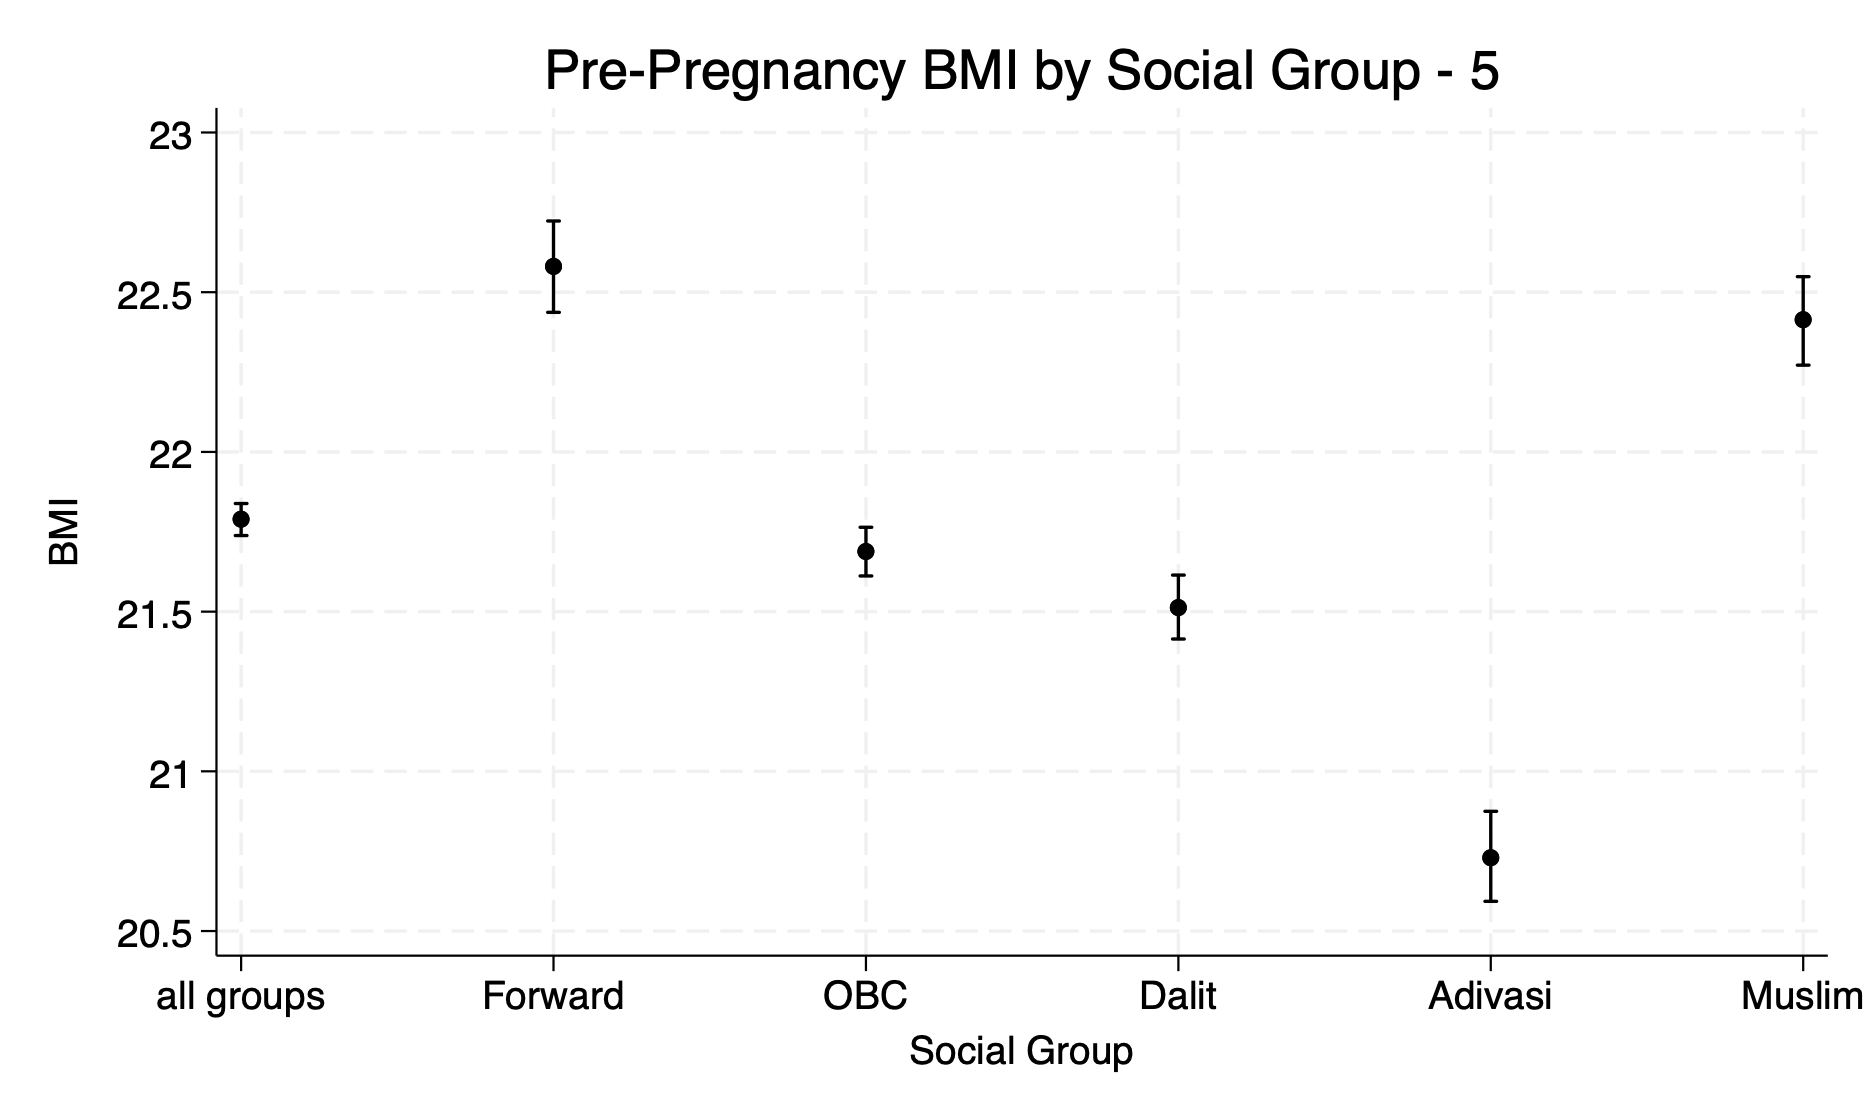 Pre-Pregnancy BMI by Social Group - 5
23
22.5
22
21.5
21
20.5
BMI
all groups Forward OBC Dalit Adivasi Muslim
Social Group